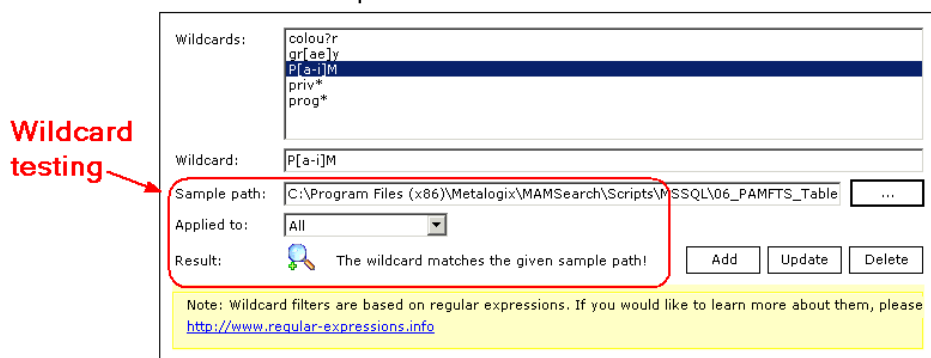 Wildcards:
colou?r
gr[ae]y
P[a-i]M
priv*
prog*
Wildcard testing
Wildcard: P[a-i]M
Sample path: C:\Program Files (x86)\Metalogix\MAMSearch\Scripts\MSSQL\06_PAMFTS_Table ...
Applied to: All
Result: The wildcard matches the given sample path! Add Update Delete
Note: Wildcard filters are based on regular expressions. If you would like to learn more about them, please
http://www.regular-expressions.info